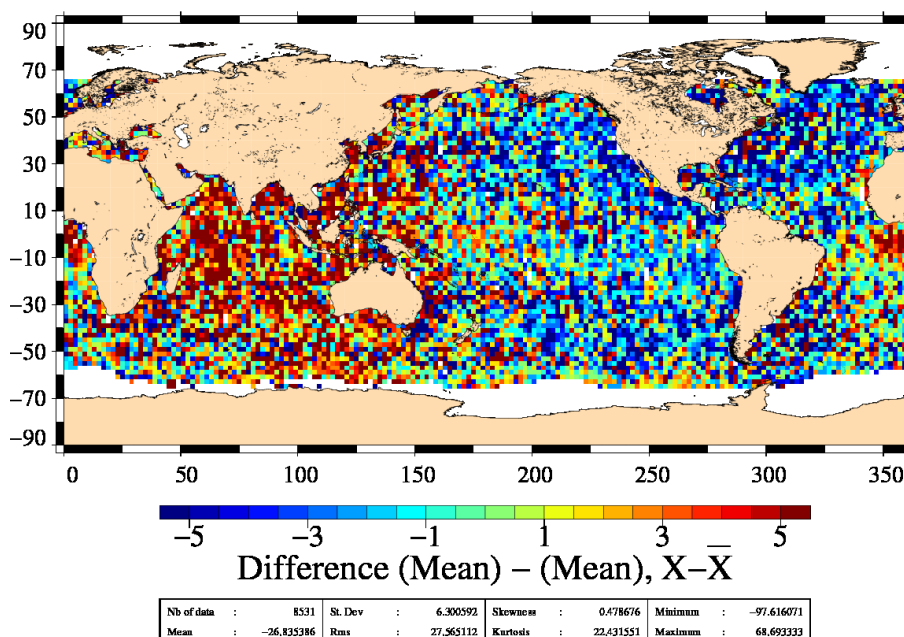 90
70
50
30
10
−10
−30
−50
−70
−90
0 50 100 150 200 250 300 350
−5 −3 −1 1 3 5
Difference (Mean) − (Mean), X−X̅
Nb of data : 8531 St. Dev : 6.300592 Skewness : 0.478676 Minimum : −97.616071
Mean : −26.835386 Rms : 27.565112 Kurtosis : 22.431551 Maximum : 68.693333